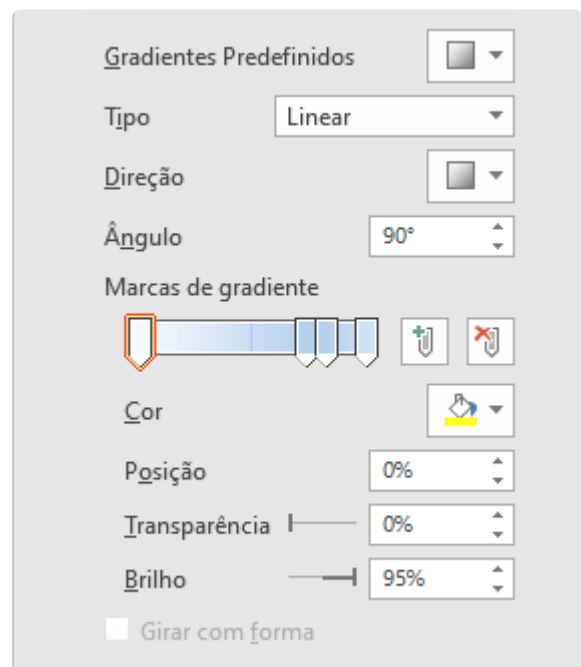 Gradientes Predefinidos
Tipo Linear
Direção
Ângulo 90°
Marcas de gradiente
Cor
Posição 0%
Transparência 0%
Brilho 95%
Girar com forma